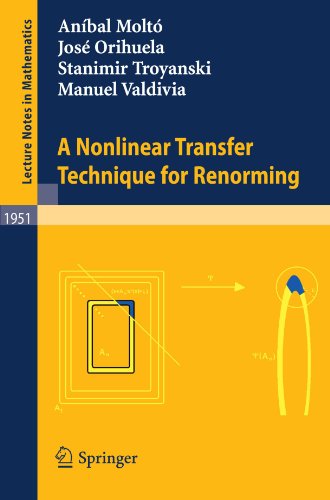 Aníbal Moltó
José Orihuela
Stanimir Troyanski
Manuel Valdivia
Lecture Notes in Mathematics
1951
A Nonlinear Transfer
Technique for Renorming
Ψ
Springer